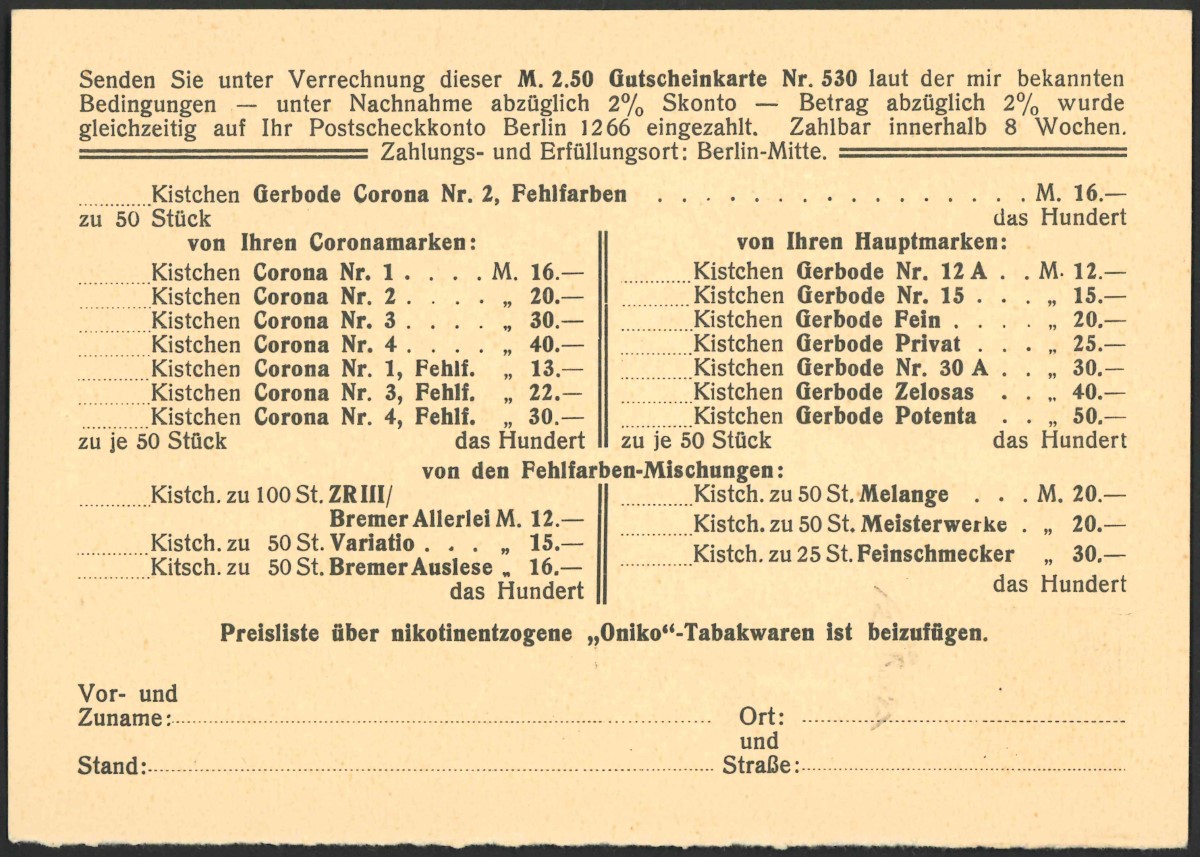 Senden Sie unter Verrechnung dieser M. 2.50 Gutscheinkarte Nr. 530 laut der mir bekannten
Bedingungen — unter Nachnahme abzüglich 2% Skonto — Betrag abzüglich 2% wurde
gleichzeitig auf Ihr Postscheckkonto Berlin 1266 eingezahlt. Zahlbar innerhalb 8 Wochen.
Zahlungs- und Erfüllungsort: Berlin-Mitte.
Kistchen Gerbode Corona Nr. 2, Fehlfarben . . . . . . . . . . . . . . . . M. 16.—
zu 50 Stück das Hundert
von Ihren Coronamarken:
Kistchen Corona Nr. 1 . . . . M. 16.—
Kistchen Corona Nr. 2 . . . . „ 20.—
Kistchen Corona Nr. 3 . . . . „ 30.—
Kistchen Corona Nr. 4 . . . . „ 40.—
Kistchen Corona Nr. 1, Fehlf. „ 13.—
Kistchen Corona Nr. 3, Fehlf. „ 22.—
Kistchen Corona Nr. 4, Fehlf. „ 30.—
zu je 50 Stück das Hundert
von Ihren Hauptmarken:
Kistchen Gerbode Nr. 12 A . . M. 12.—
Kistchen Gerbode Nr. 15 . . . „ 15.—
Kistchen Gerbode Fein . . . . „ 20.—
Kistchen Gerbode Privat . . . „ 25.—
Kistchen Gerbode Nr. 30 A . . „ 30.—
Kistchen Gerbode Zelosas . . „ 40.—
Kistchen Gerbode Potenta . . „ 50.—
zu je 50 Stück das Hundert
von den Fehlfarben-Mischungen:
Kistch. zu 100 St. ZR III/
Bremer Allerlei M. 12.—
Kistch. zu 50 St. Variatio . . . „ 15.—
Kitsch. zu 50 St. Bremer Auslese „ 16.—
das Hundert
Kistch. zu 50 St. Melange . . . M. 20.—
Kistch. zu 50 St. Meisterwerke . „ 20.—
Kistch. zu 25 St. Feinschmecker „ 30.—
das Hundert
Preisliste über nikotinentzogene „Oniko“-Tabakwaren ist beizufügen.
Vor- und
Zuname: Ort:
und
Stand: Straße: